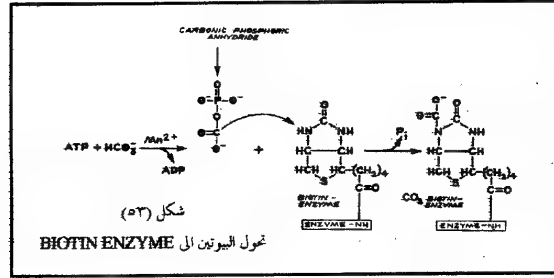 CARBONIC PHOSPHORIC
ANHYDRIDE
ATP + HCO₃⁻
Mn²⁺
ADP
+
Pi
BIOTIN-
ENZYME
ENZYME-NH
CO₂ BIOTIN-
ENZYME
ENZYME-NH
شكل (٥٣)
تحول البيوتين الى BIOTIN ENZYME